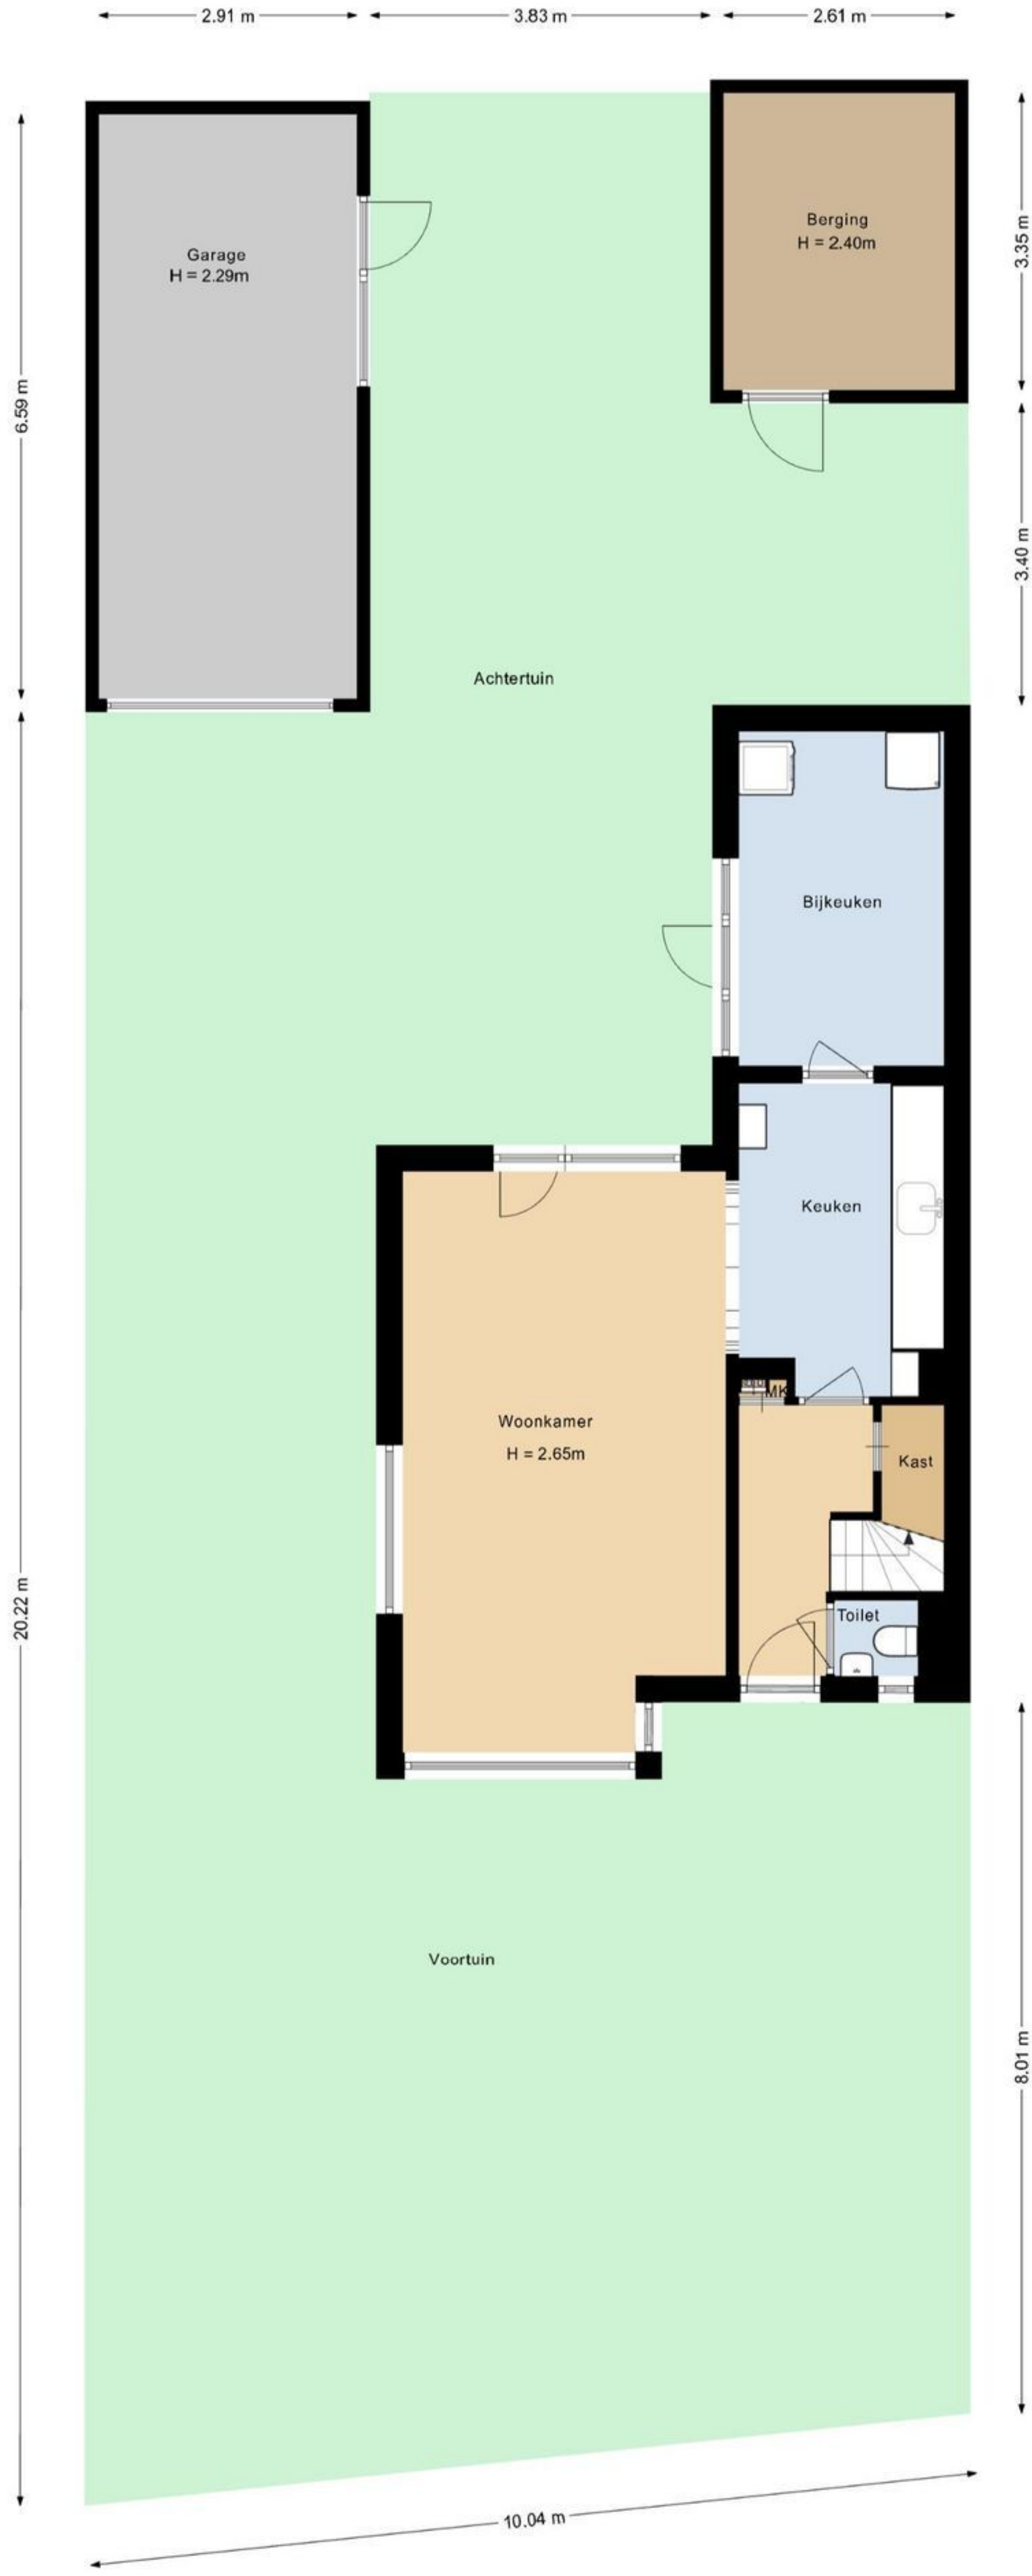 2.91 m
3.83 m
2.61 m
Berging
H = 2.40m
3.35 m
Garage
H = 2.29m
6.59 m
3.40 m
Achtertuin
Bijkeuken
Keuken
MK
Woonkamer
H = 2.65m
Kast
20.22 m
Toilet
Voortuin
8.01 m
10.04 m